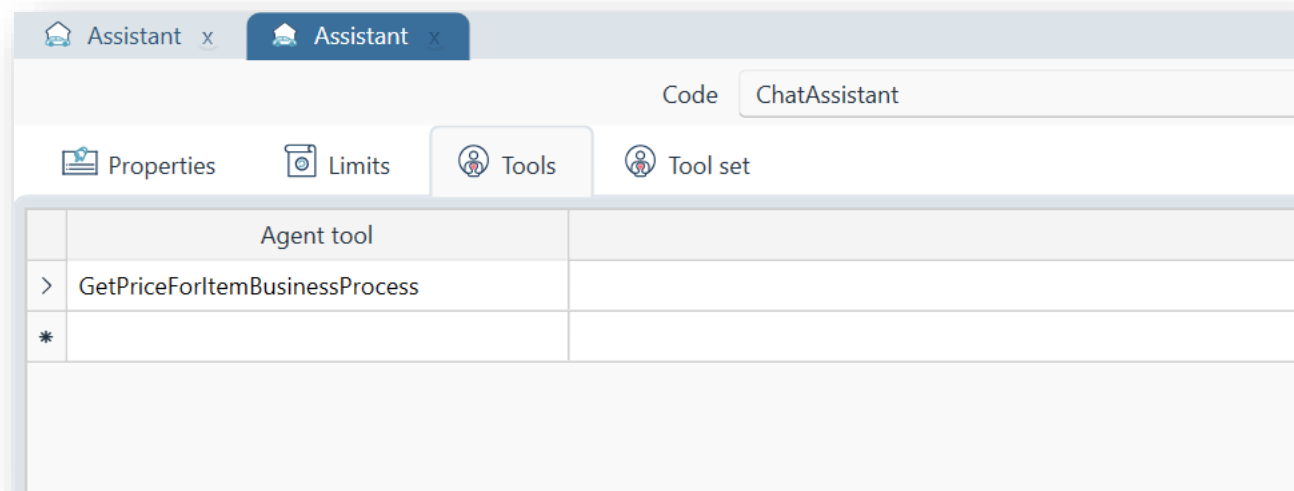 Assistant x Assistant x
Code ChatAssistant
Properties Limits Tools Tool set
Agent tool
> GetPriceForItemBusinessProcess
*